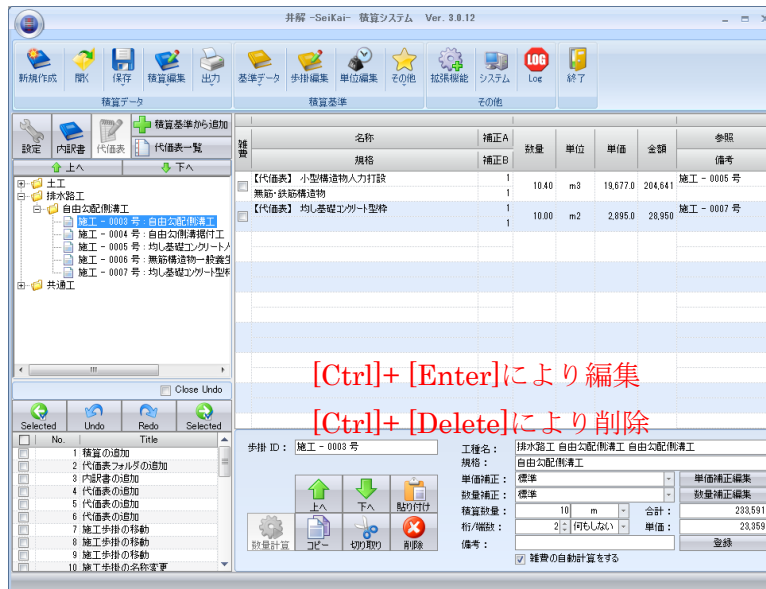 井解 -SeiKai- 積算システム Ver. 3.0.12
新規作成 開く 保存 積算編集 出力 基準データ 歩掛編集 単位編集 その他 拡張機能 システム LOG Log 終了
積算データ 積算基準 その他
設定 内訳書 代価表 積算基準から追加
代価表一覧
上へ 下へ
土工
排水路工
自由勾配側溝工
施工 - 0003 号 : 自由勾配側溝工
施工 - 0004 号 : 自由勾配側溝据付工
施工 - 0005 号 : 均し基礎コンクリート人
施工 - 0006 号 : 無筋構造物一般養生
施工 - 0007 号 : 均し基礎コンクリート型枠
共通工
雑費 名称 補正A 数量 単位 単価 金額 参照
規格 補正B 備考
【代価表】 小型構造物人力打設 1 10.40 m3 19,677.0 204,641 施工 - 0005 号
無筋・鉄筋構造物 1
【代価表】 均し基礎コンクリート型枠 1 10.00 m2 2,895.0 28,950 施工 - 0007 号
1
[Ctrl]+ [Enter]により編集
[Ctrl]+ [Delete]により削除
Close Undo
Selected Undo Redo Selected
No. Title
1 積算の追加
2 代価表フォルダの追加
3 内訳書の追加
4 代価表の追加
5 代価表の追加
6 代価表の追加
7 施工歩掛の移動
8 施工歩掛の移動
9 施工歩掛の移動
10 施工歩掛の名称変更
歩掛 ID : 施工 - 0003 号
上へ 下へ 貼り付け
数量計算 コピー 切り取り 削除
工種名 : 排水路工 自由勾配側溝工 自由勾配側溝工
規格 : 自由勾配側溝工
単価補正 : 標準 単価補正編集
数量補正 : 標準 数量補正編集
積算数量 : 10 m 合計 : 233,591
桁/端数 : 2 何もしない 単価 : 23,359
備考 : 登録
雑費の自動計算をする